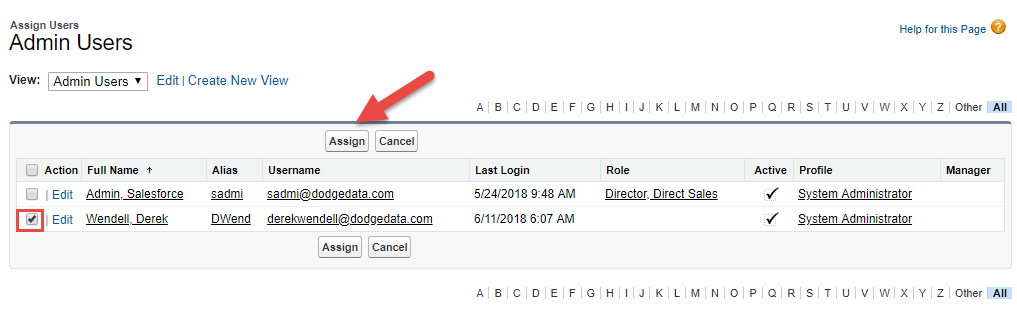 Assign Users
Admin Users
Help for this Page ?
View: Admin Users Edit | Create New View
A | B | C | D | E | F | G | H | I | J | K | L | M | N | O | P | Q | R | S | T | U | V | W | X | Y | Z | Other | All
Assign Cancel
Action Full Name ↑ Alias Username Last Login Role Active Profile Manager
| Edit Admin, Salesforce sadmi sadmi@dodgedata.com 5/24/2018 9:48 AM Director, Direct Sales ✓ System Administrator
| Edit Wendell, Derek DWend derekwendell@dodgedata.com 6/11/2018 6:07 AM ✓ System Administrator
Assign Cancel
A | B | C | D | E | F | G | H | I | J | K | L | M | N | O | P | Q | R | S | T | U | V | W | X | Y | Z | Other | All